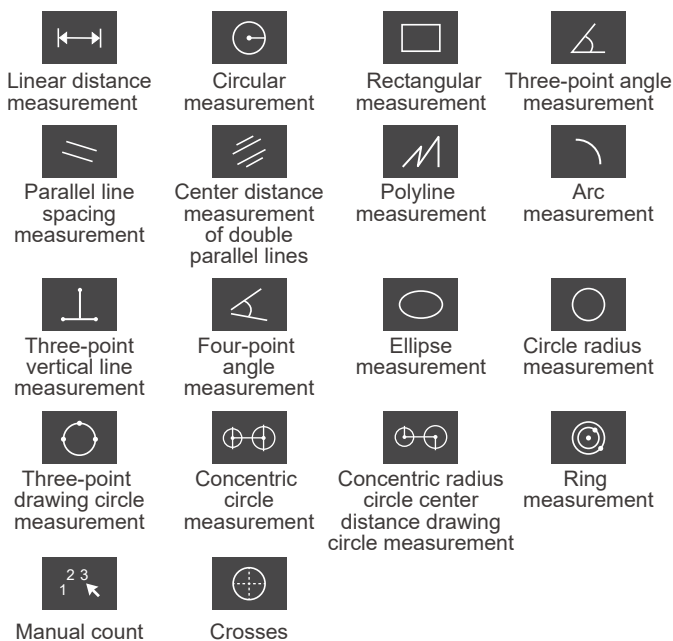 Linear distance
measurement
Circular
measurement
Rectangular
measurement
Three-point angle
measurement
Parallel line
spacing
measurement
Center distance
measurement
of double
parallel lines
Polyline
measurement
Arc
measurement
Three-point
vertical line
measurement
Four-point
angle
measurement
Ellipse
measurement
Circle radius
measurement
Three-point
drawing circle
measurement
Concentric
circle
measurement
Concentric radius
circle center
distance drawing
circle measurement
Ring
measurement
1 2 3
Manual count
Crosses